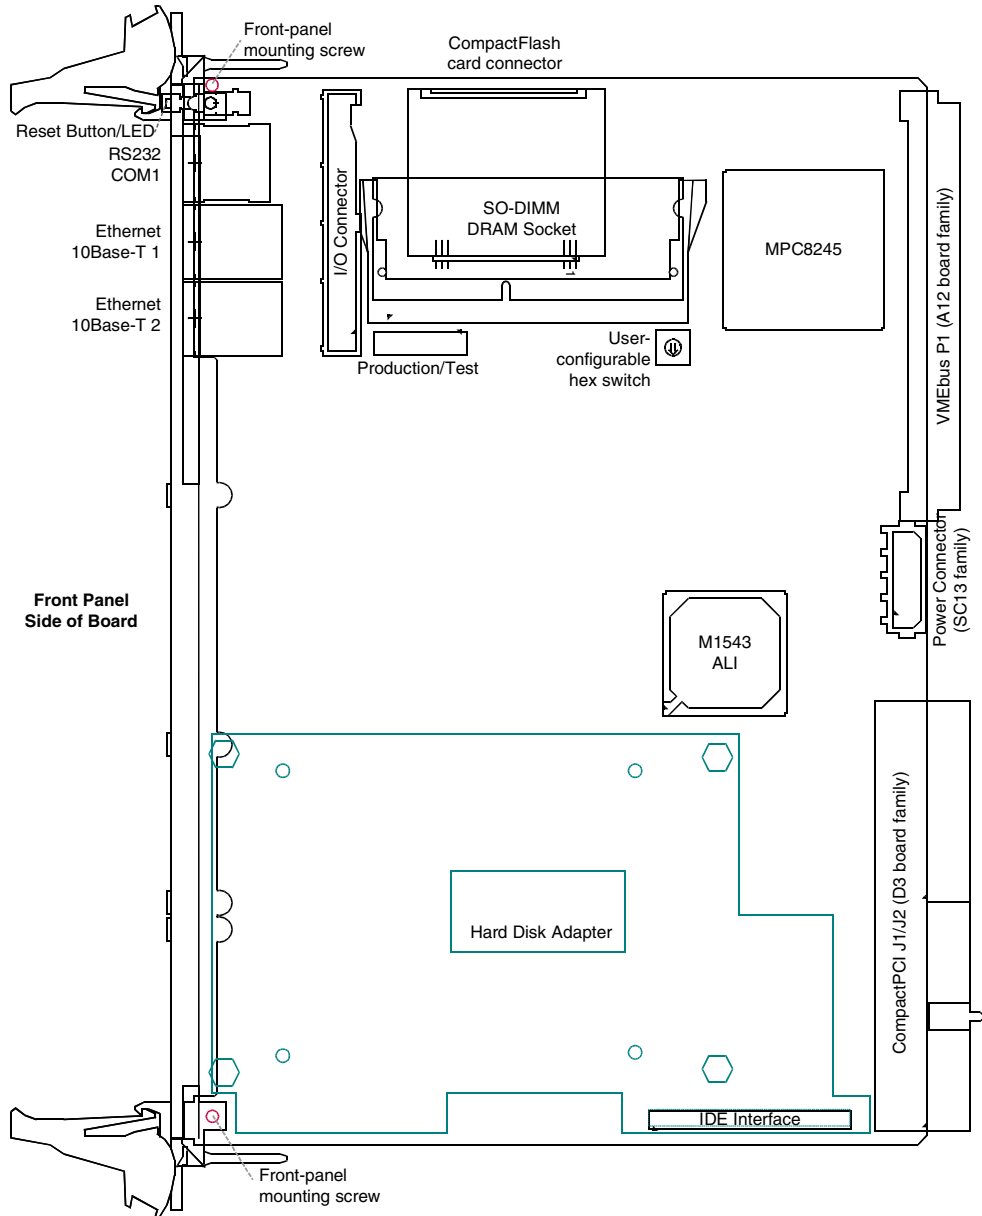 Front-panel
mounting screw
CompactFlash
card connector
Reset Button/LED
RS232
COM1
Ethernet
10Base-T 1
Ethernet
10Base-T 2
I/O Connector
SO-DIMM
DRAM Socket
MPC8245
VMEbus P1 (A12 board family)
Production/Test
User-
configurable
hex switch
Power Connector
(SC13 family)
Front Panel
Side of Board
M1543
ALI
CompactPCI J1/J2 (D3 board family)
Hard Disk Adapter
IDE Interface
Front-panel
mounting screw